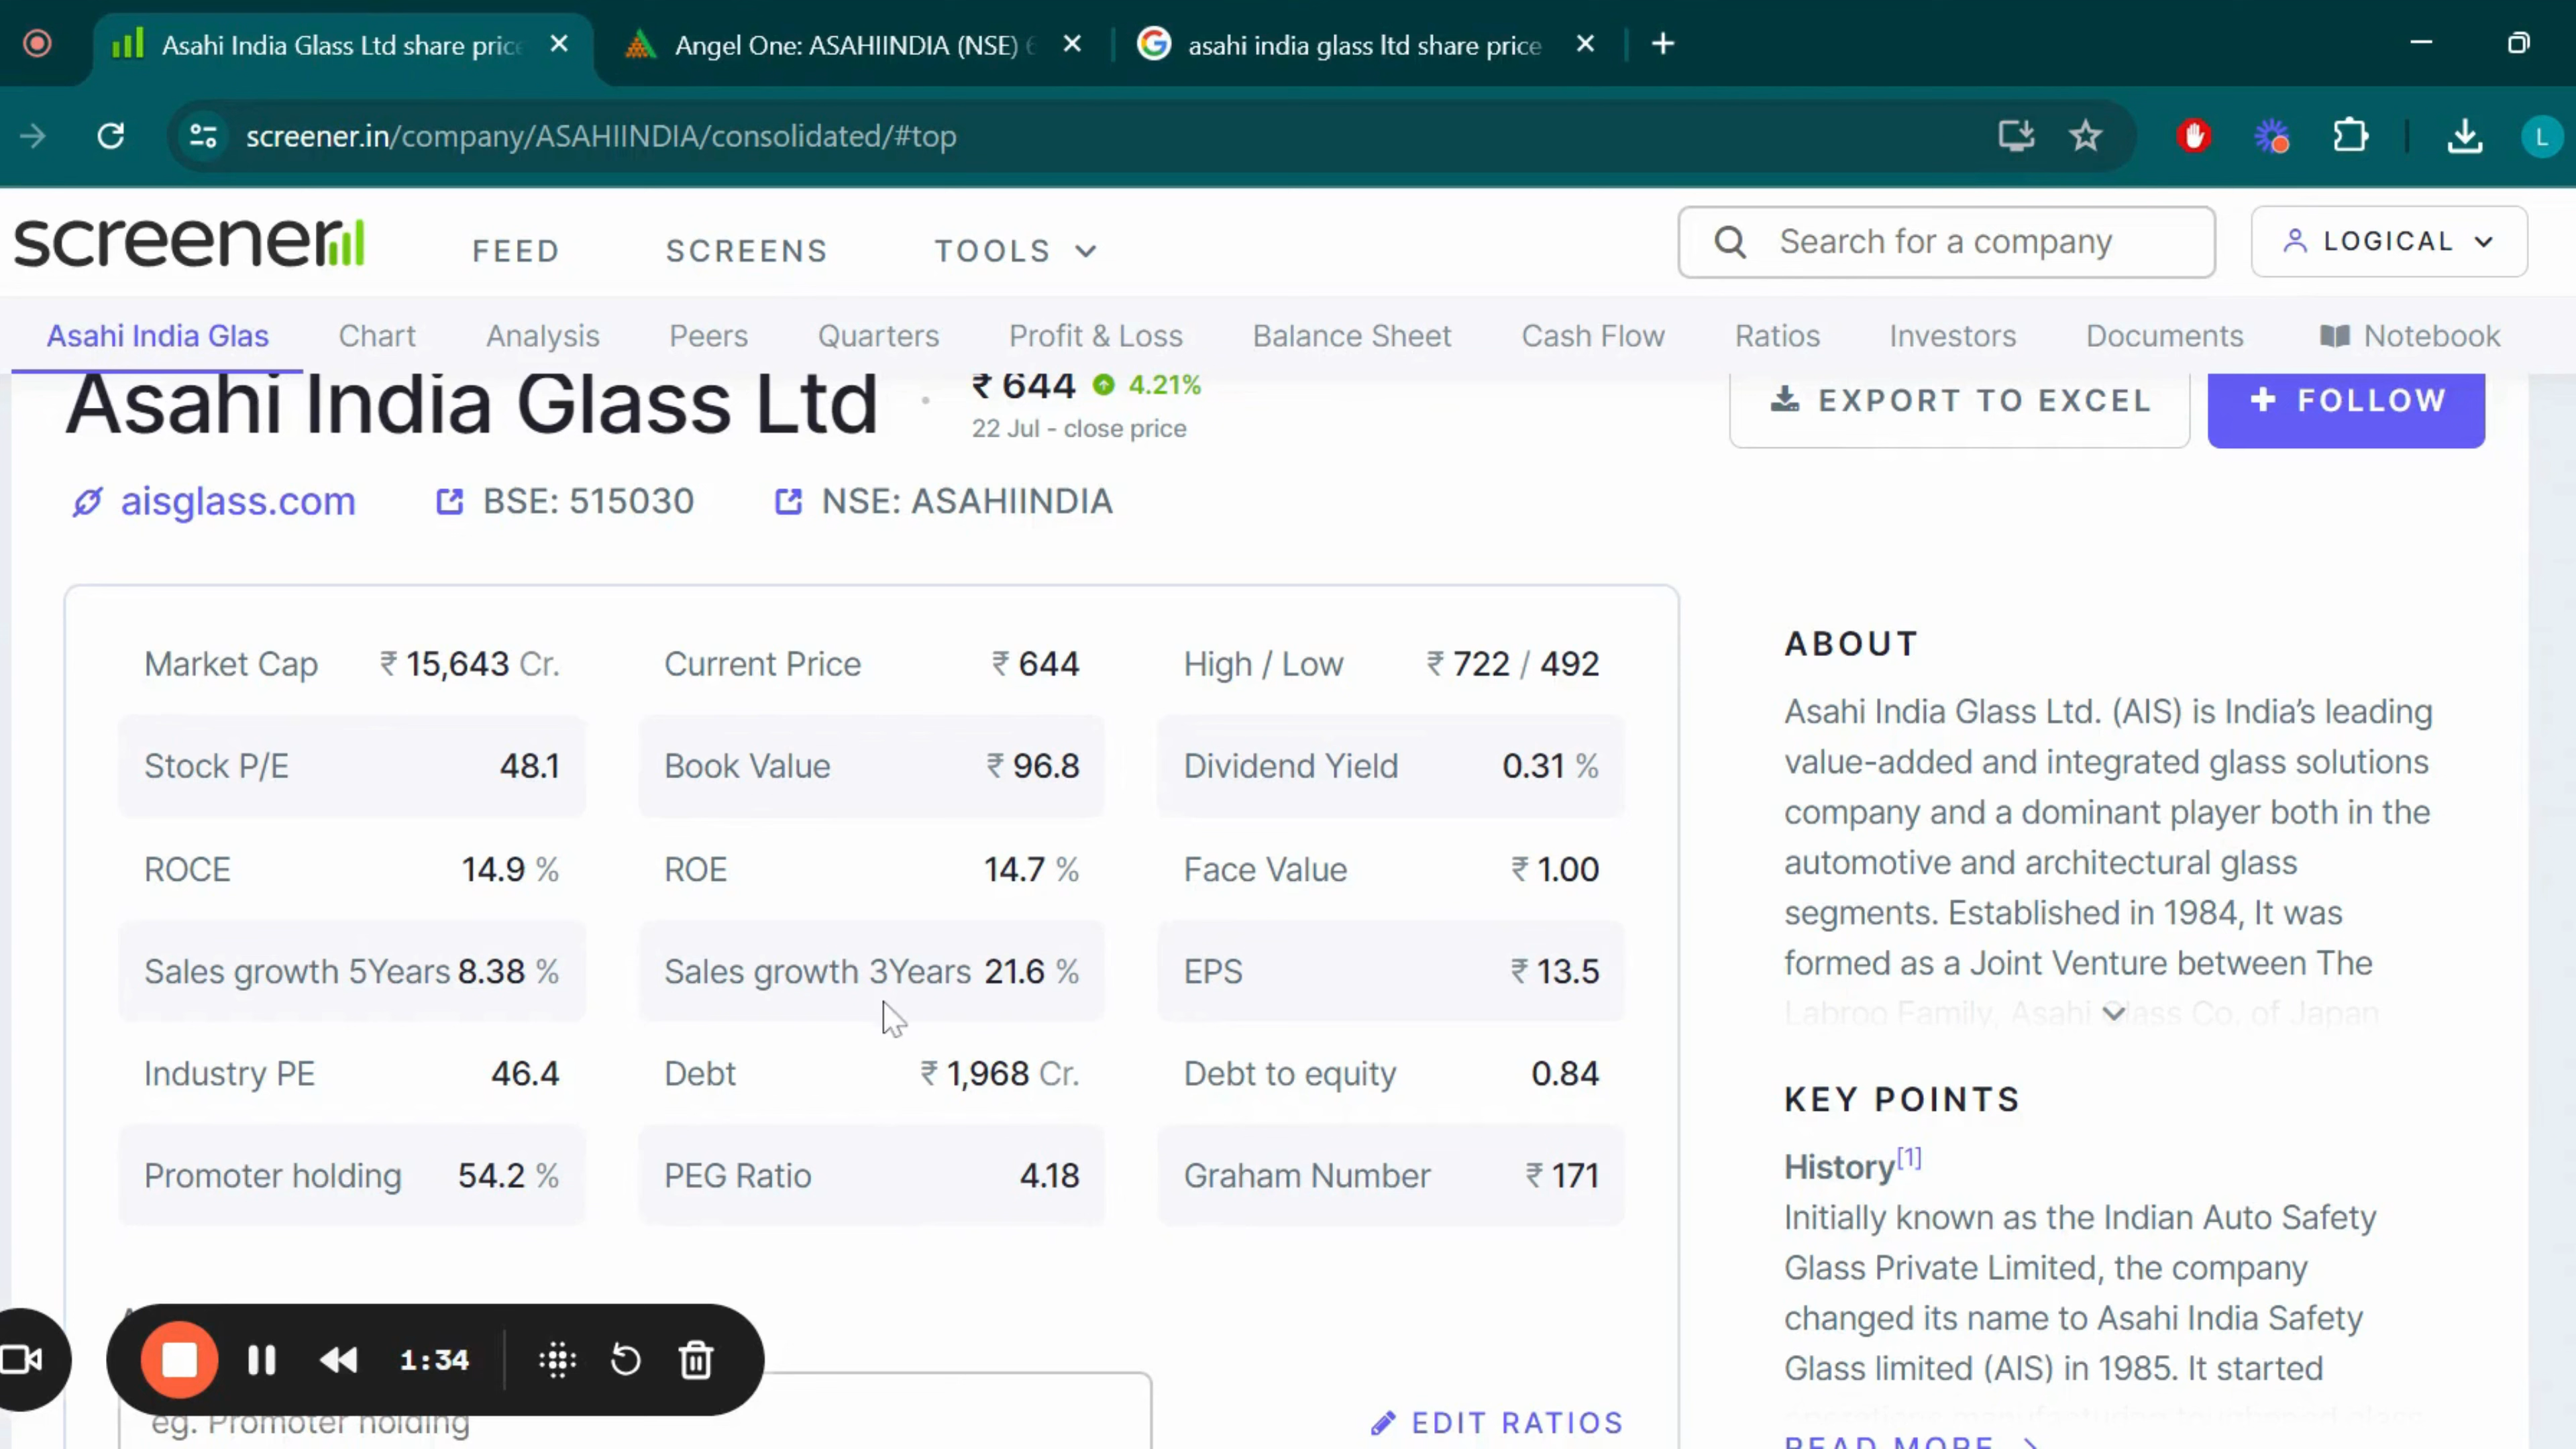 Asahi India Glass Ltd share price
Angel One: ASAHIINDIA (NSE)
asahi india glass ltd share price
screener.in/company/ASAHIINDIA/consolidated/#top
L
screener
FEED
SCREENS
TOOLS
Search for a company
LOGICAL
Asahi India Glas
Chart
Analysis
Peers
Quarters
Profit & Loss
Balance Sheet
Cash Flow
Ratios
Investors
Documents
Notebook
Asahi India Glass Ltd
₹ 644 4.21%
22 Jul - close price
EXPORT TO EXCEL
+ FOLLOW
aisglass.com
BSE: 515030
NSE: ASAHIINDIA
Market Cap ₹ 15,643 Cr.
Current Price ₹ 644
High / Low ₹ 722 / 492
Stock P/E 48.1
Book Value ₹ 96.8
Dividend Yield 0.31 %
ROCE 14.9 %
ROE 14.7 %
Face Value ₹ 1.00
Sales growth 5Years 8.38 %
Sales growth 3Years 21.6 %
EPS ₹ 13.5
Industry PE 46.4
Debt ₹ 1,968 Cr.
Debt to equity 0.84
Promoter holding 54.2 %
PEG Ratio 4.18
Graham Number ₹ 171
1:34
eg. Promoter holding
EDIT RATIOS
ABOUT
Asahi India Glass Ltd. (AIS) is India's leading
value-added and integrated glass solutions
company and a dominant player both in the
automotive and architectural glass
segments. Established in 1984, It was
formed as a Joint Venture between The
Labroo Family, Asahi Glass Co. of Japan
KEY POINTS
History[1]
Initially known as the Indian Auto Safety
Glass Private Limited, the company
changed its name to Asahi India Safety
Glass limited (AIS) in 1985. It started
READ MORE